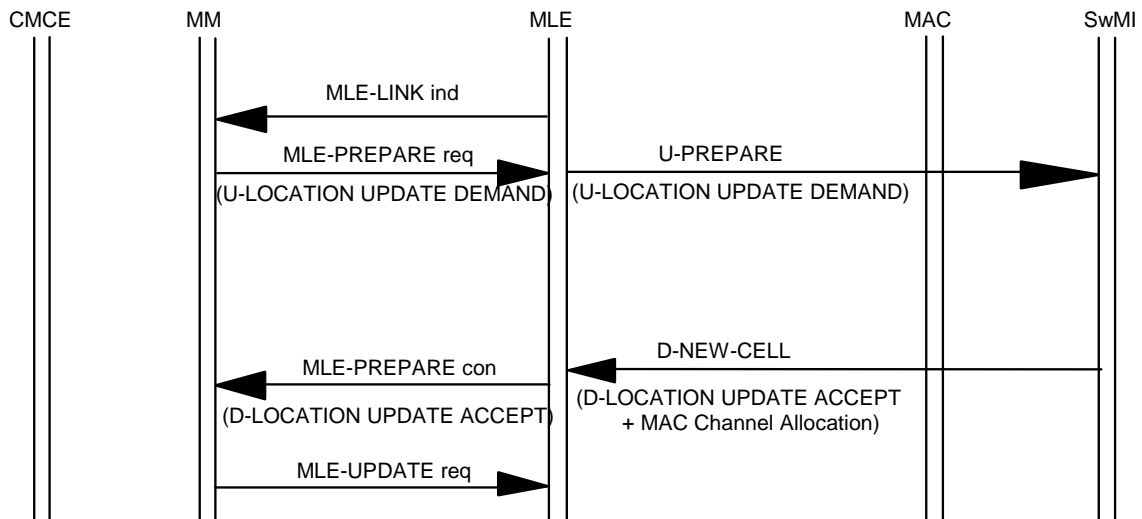 CMCE MM MLE MAC SwMI
MLE-LINK ind
MLE-PREPARE req U-PREPARE
(U-LOCATION UPDATE DEMAND) (U-LOCATION UPDATE DEMAND)
D-NEW-CELL
MLE-PREPARE con
(D-LOCATION UPDATE ACCEPT) (D-LOCATION UPDATE ACCEPT
+ MAC Channel Allocation)
MLE-UPDATE req